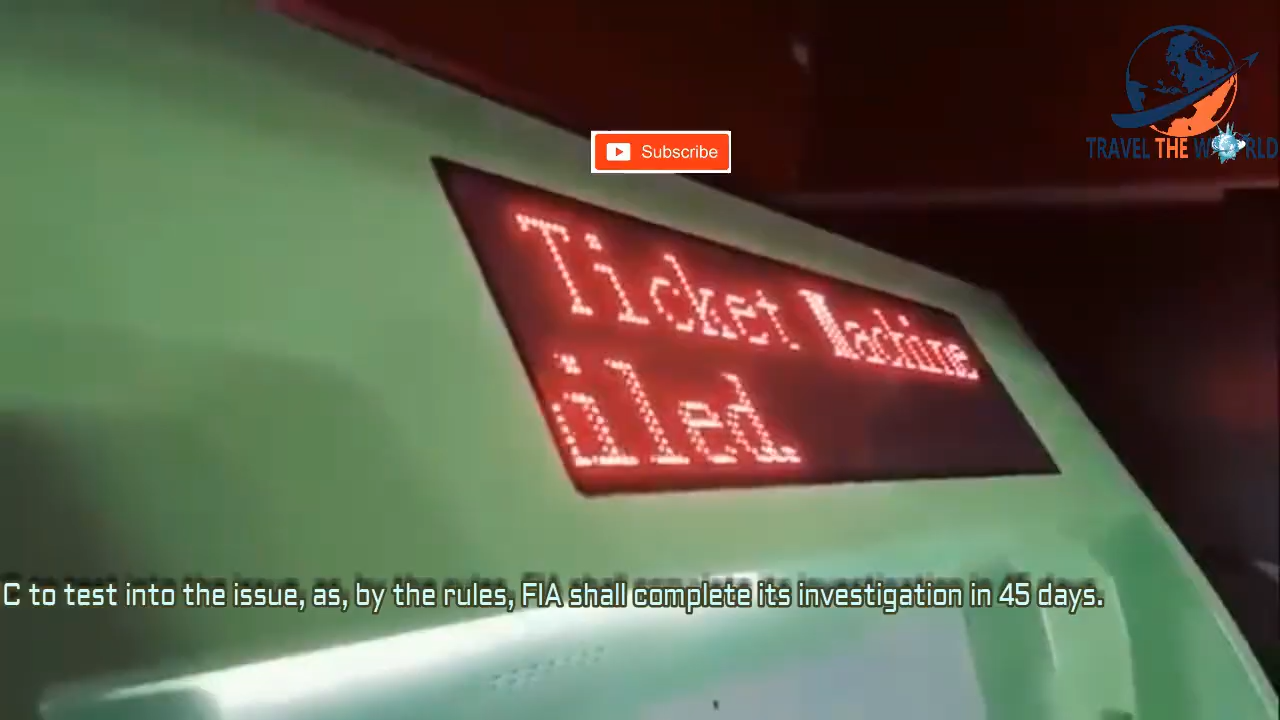 TRAVEL THE WORLD
Subscribe
Ticket Machine
iled.
C to test into the issue, as, by the rules, FIA shall complete its investigation in 45 days.